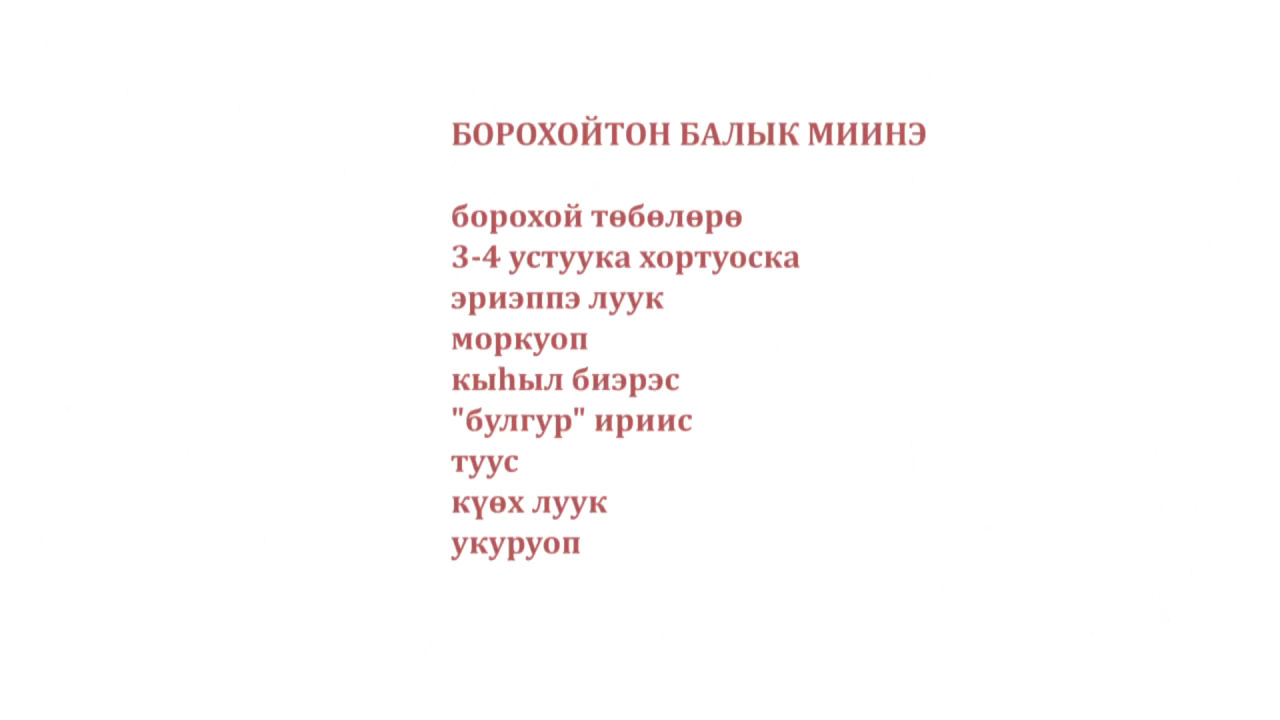 БОРОХОЙТОН БАЛЫК МИИНЭ
борохой төбөлөрө
3-4 устуука хортуоска
эриэппэ луук
моркуоп
кыһыл биэрэс
"булгур" ириис
туус
күөх луук
укуруоп